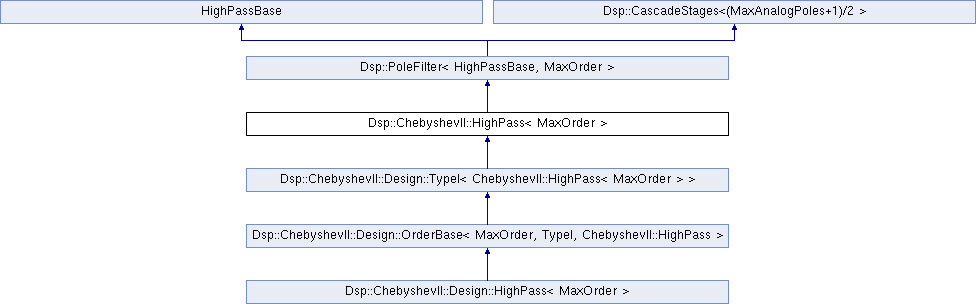 HighPassBase
Dsp::CascadeStages<(MaxAnalogPoles+1)/2 >
Dsp::PoleFilter< HighPassBase, MaxOrder >
Dsp::ChebyshevII::HighPass< MaxOrder >
Dsp::ChebyshevII::Design::TypeI< ChebyshevII::HighPass< MaxOrder > >
Dsp::ChebyshevII::Design::OrderBase< MaxOrder, TypeI, ChebyshevII::HighPass >
Dsp::ChebyshevII::Design::HighPass< MaxOrder >